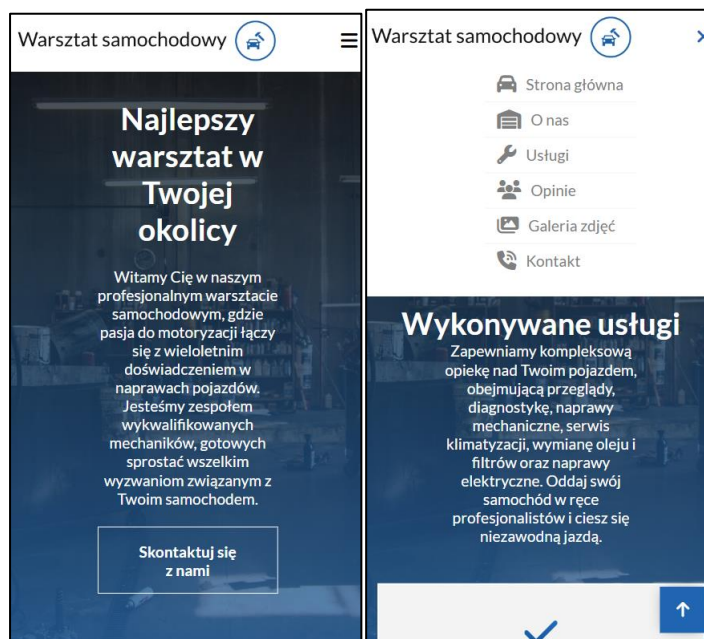 Warsztat samochodowy
Najlepszy
warsztat w
Twojej
okolicy
Witamy Cię w naszym
profesjonalnym warsztacie
samochodowym, gdzie
pasja do motoryzacji łączy
się z wieloletnim
doświadczeniem w
naprawach pojazdów.
Jesteśmy zespołem
wykwalifikowanych
mechaników, gotowych
sprostać wszelkim
wyzwaniom związanym z
Twoim samochodem.
Skontaktuj się
z nami
Warsztat samochodowy
Strona główna
O nas
Usługi
Opinie
Galeria zdjęć
Kontakt
Wykonywane usługi
Zapewniamy kompleksową
opiekę nad Twoim pojazdem,
obejmującą przeglądy,
diagnostykę, naprawy
mechaniczne, serwis
klimatyzacji, wymianę oleju i
filtrów oraz naprawy
elektryczne. Oddaj swój
samochód w ręce
profesjonalistów i ciesz się
niezawodną jazdą.